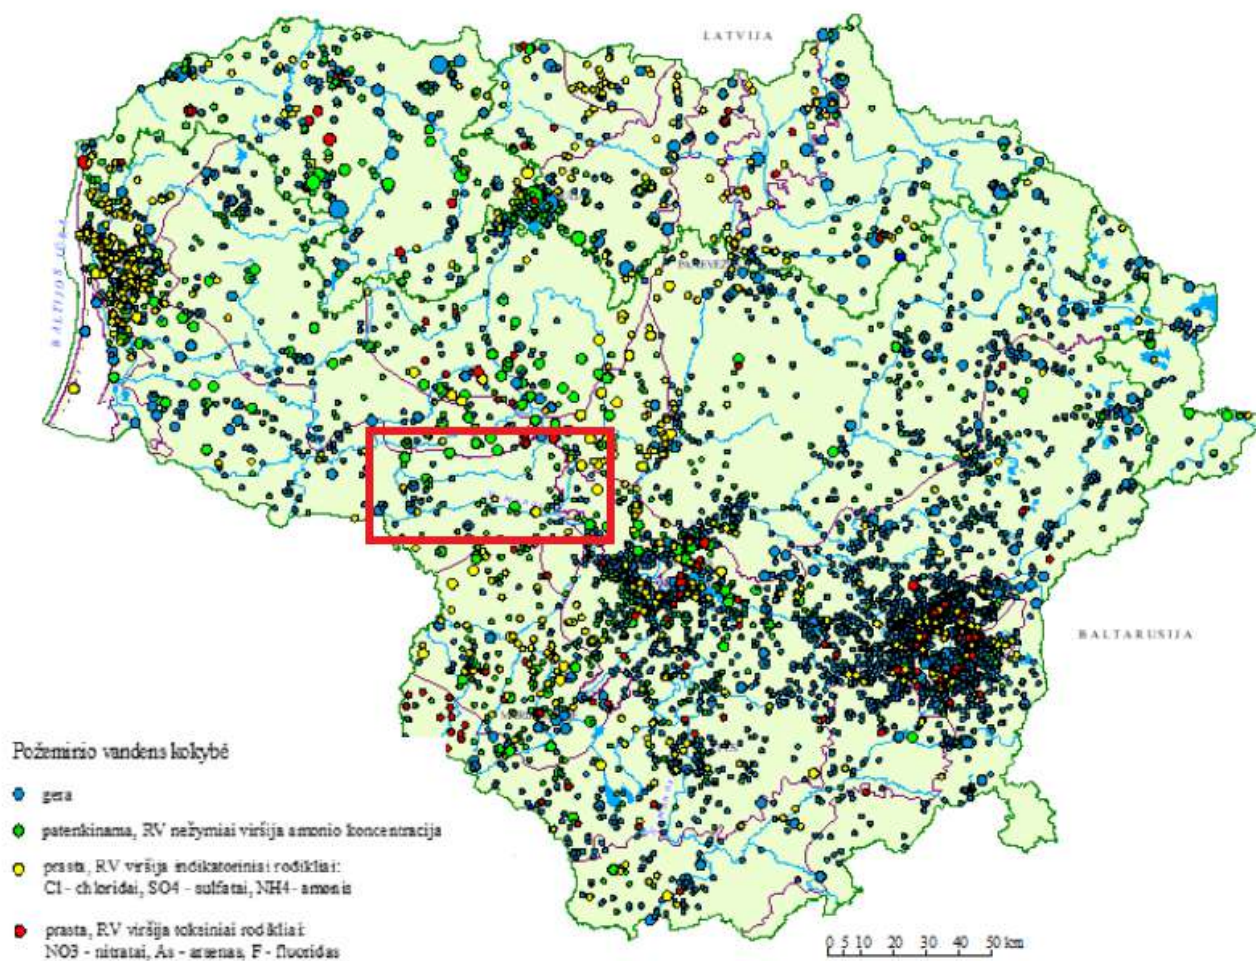 LATVIJA
BALTIJOS JŪRA
BALTARUSIJA
Požeminio vandens kokybė
gera
patenkinama, RV nežymiai viršija amonio koncentracija
prasta, RV viršija indikatoriniai rodikliai:
Cl - chloridai, SO4 - sulfatai, NH4 - amonis
prasta, RV viršija toksiniai rodikliai:
NO3 - nitratai, As - arsenas, F - fluoridas
0 5 10 20 30 40 50 km